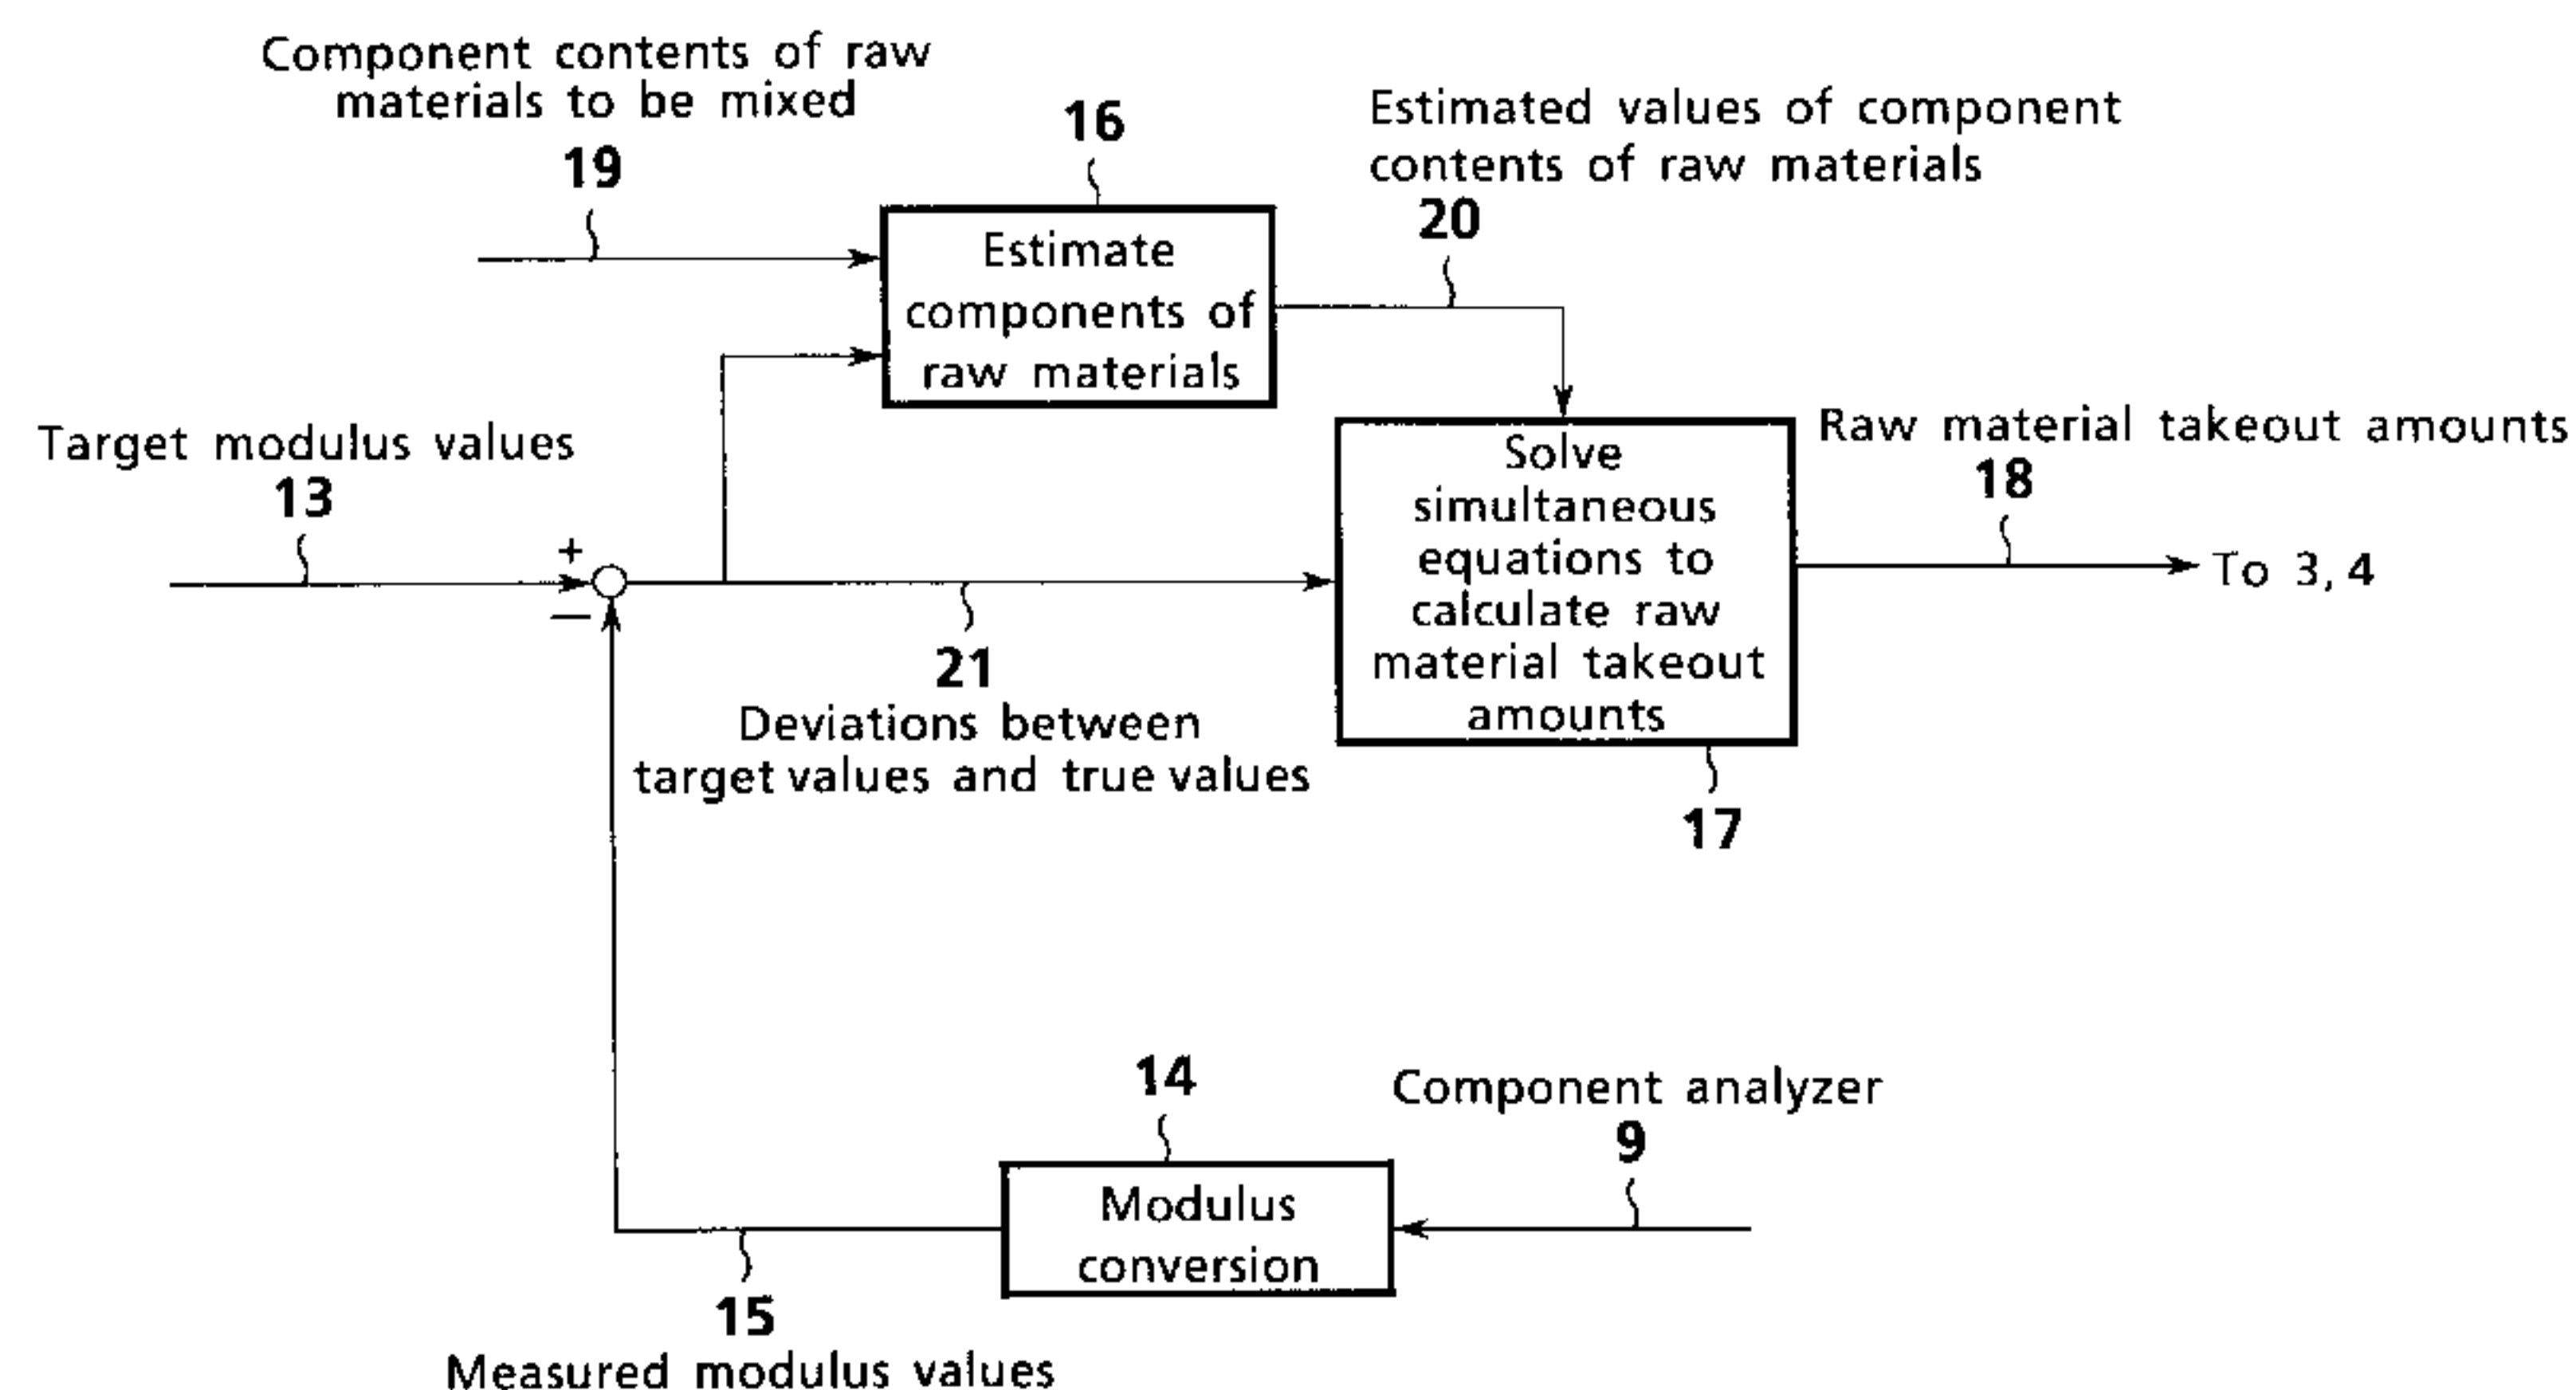 Component contents of raw
materials to be mixed
19
16
Estimated values of component
contents of raw materials
20
Estimate
components of
raw materials
Target modulus values
13
+
−
Solve
simultaneous
equations to
calculate raw
material takeout
amounts
Raw material takeout amounts
18
To 3, 4
21
Deviations between
target values and true values
17
14
Component analyzer
9
Modulus
conversion
15
Measured modulus values